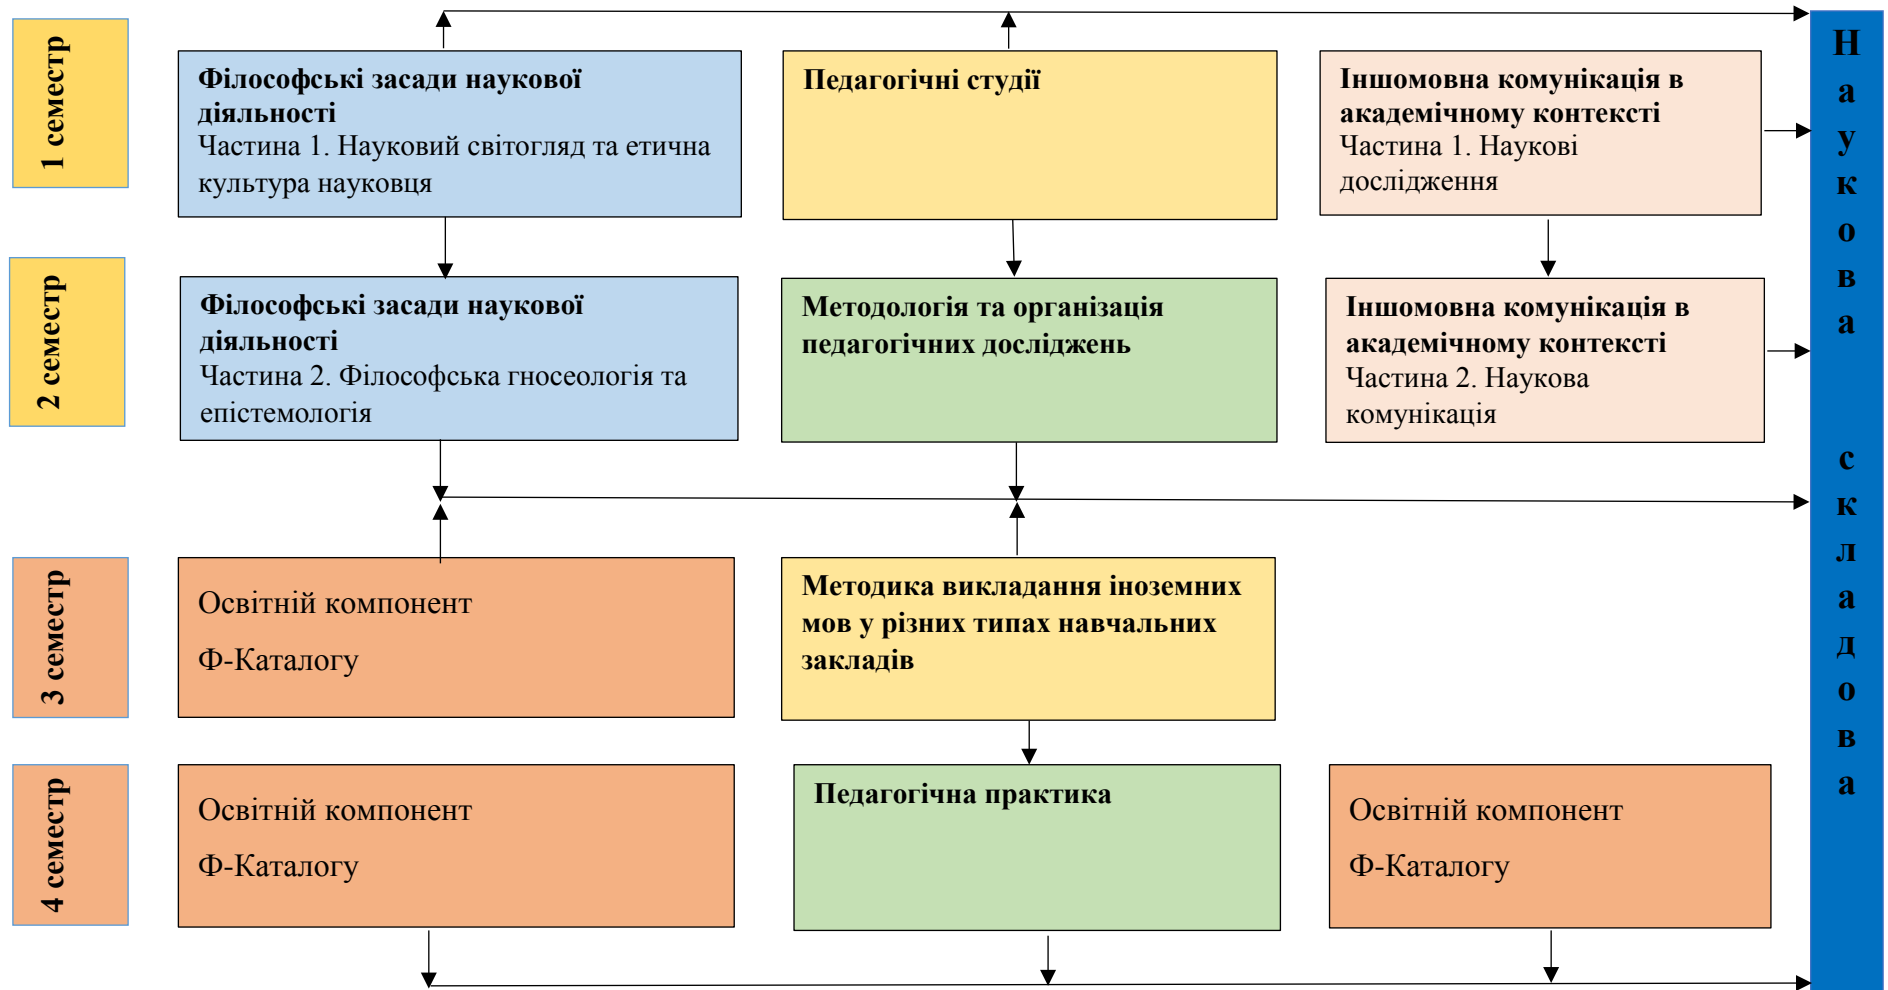 1 семестр
Філософські засади наукової
діяльності
Частина 1. Науковий світогляд та етична
культура науковця
Педагогічні студії
Іншомовна комунікація в
академічному контексті
Частина 1. Наукові
дослідження
2 семестр
Філософські засади наукової
діяльності
Частина 2. Філософська гносеологія та
епістемологія
Методологія та організація
педагогічних досліджень
Іншомовна комунікація в
академічному контексті
Частина 2. Наукова
комунікація
3 семестр
Освітній компонент
Ф-Каталогу
Методика викладання іноземних
мов у різних типах навчальних
закладів
4 семестр
Освітній компонент
Ф-Каталогу
Педагогічна практика
Освітній компонент
Ф-Каталогу
Наукова складова